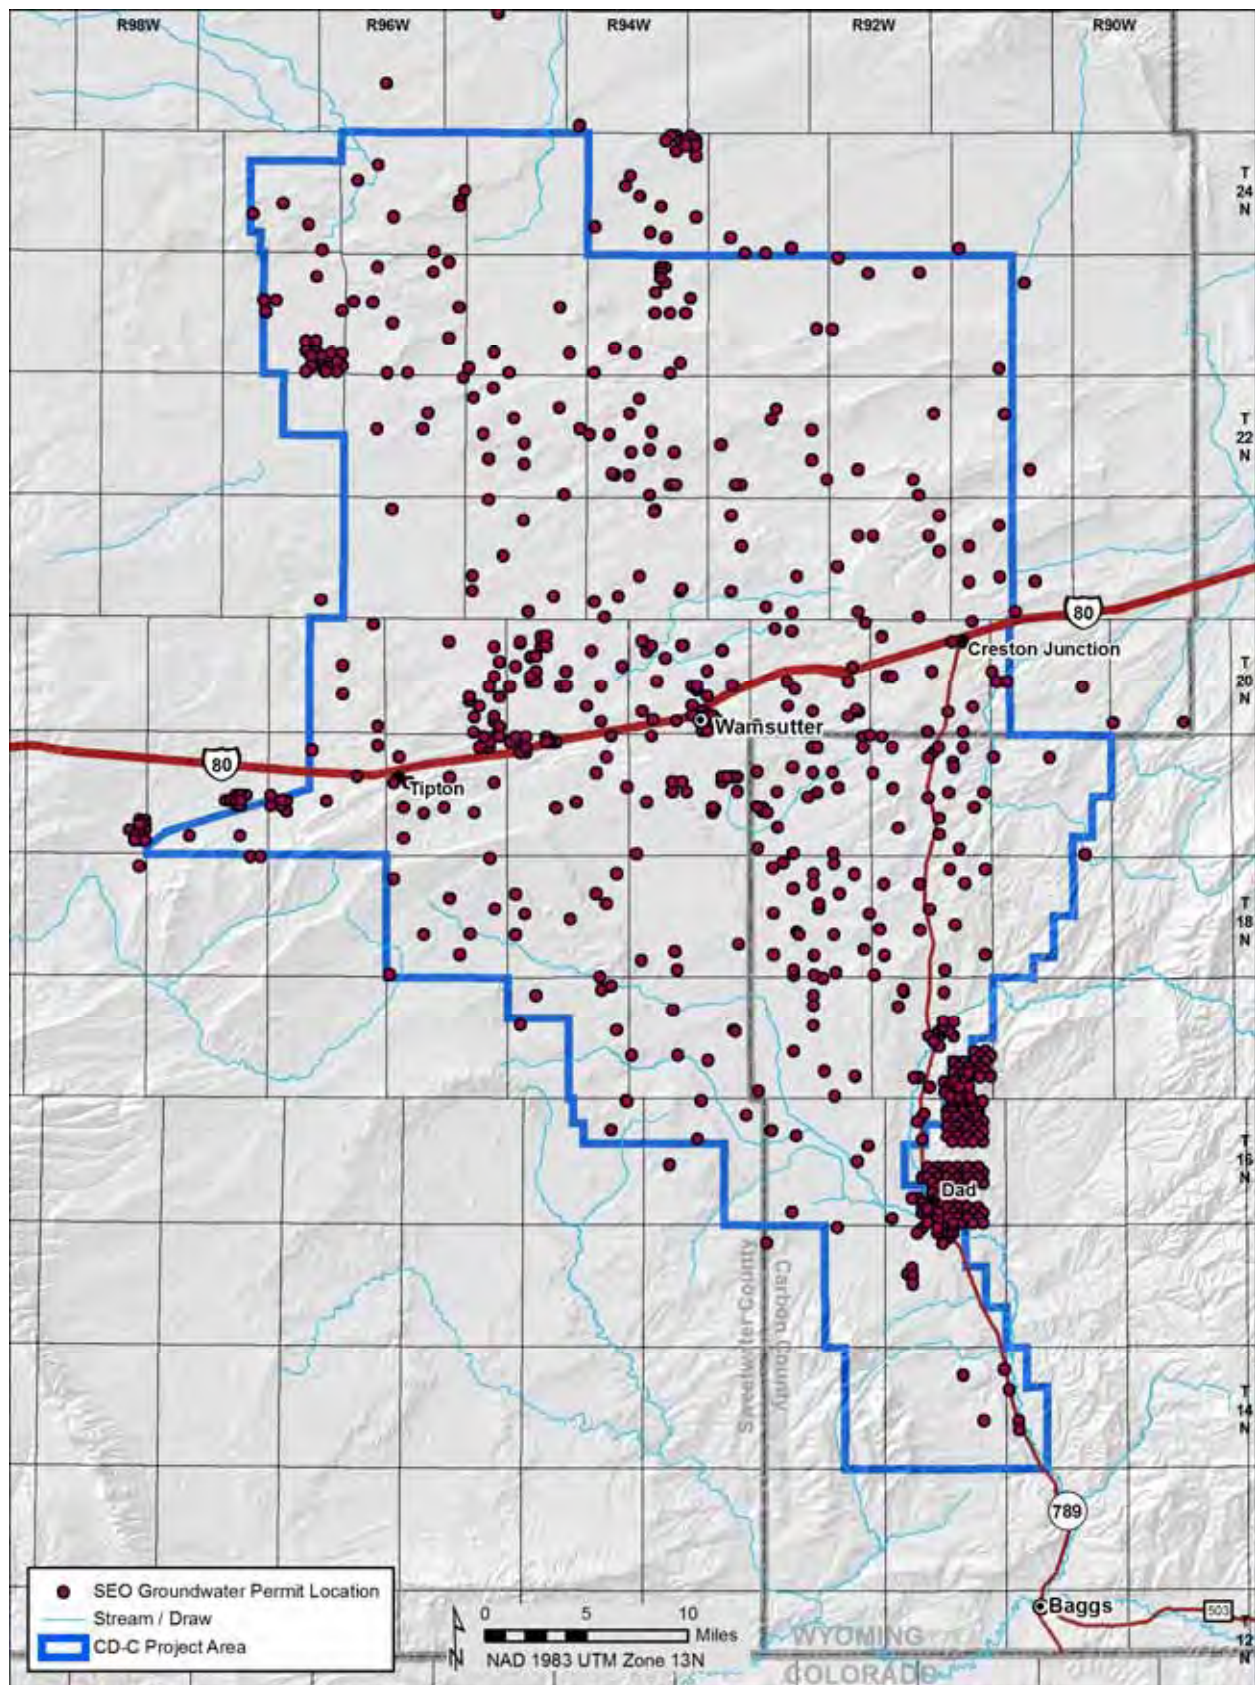 R98W R96W R94W R92W R90W
T
24
N
T
22
N
80
Creston Junction
T
20
N
Wamsutter
80
Tipton
T
18
N
T
16
N
Dad
Sweetwater County
Carbon County
T
14
N
789
SEO Groundwater Permit Location
Stream / Draw
CD-C Project Area
N
0 5 10
Miles
NAD 1983 UTM Zone 13N
Baggs
503
T
12
N
WYOMING
COLORADO